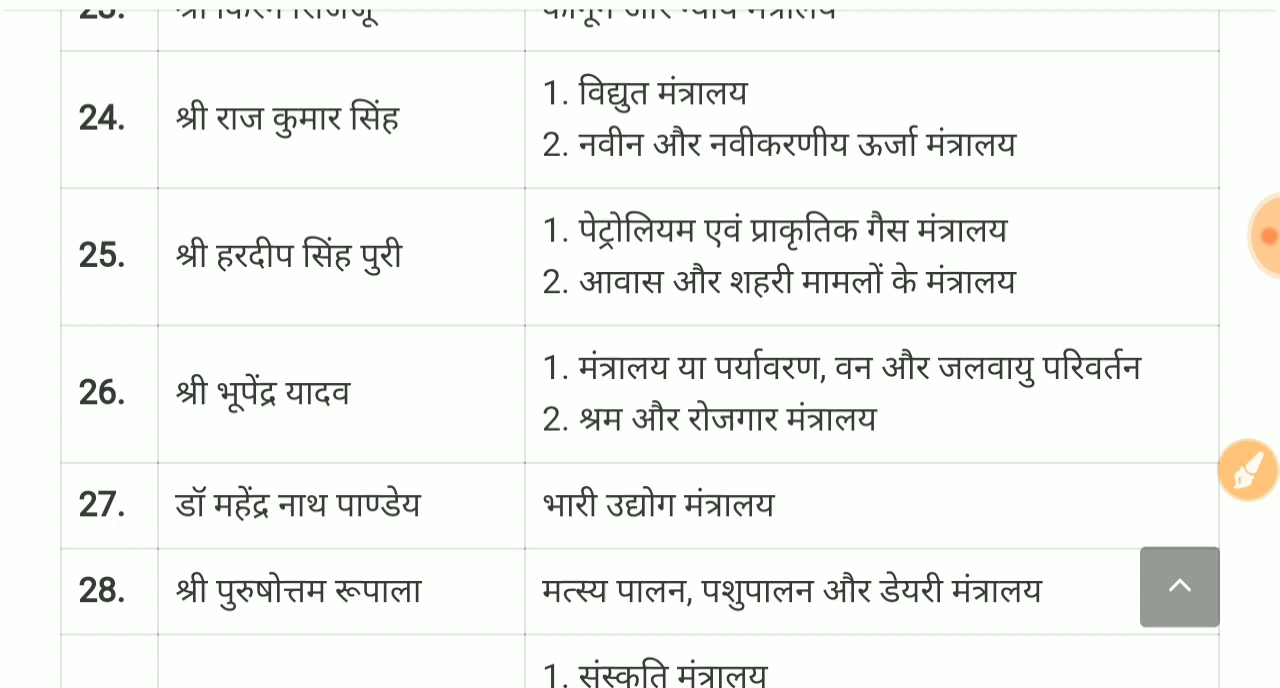 24.
श्री राज कुमार सिंह
1. विद्युत मंत्रालय
2. नवीन और नवीकरणीय ऊर्जा मंत्रालय
25.
श्री हरदीप सिंह पुरी
1. पेट्रोलियम एवं प्राकृतिक गैस मंत्रालय
2. आवास और शहरी मामलों के मंत्रालय
26.
श्री भूपेंद्र यादव
1. मंत्रालय या पर्यावरण, वन और जलवायु परिवर्तन
2. श्रम और रोजगार मंत्रालय
27.
डॉ महेंद्र नाथ पाण्डेय
भारी उद्योग मंत्रालय
28.
श्री पुरुषोत्तम रूपाला
मत्स्य पालन, पशुपालन और डेयरी मंत्रालय
1. संस्कृति मंत्रालय